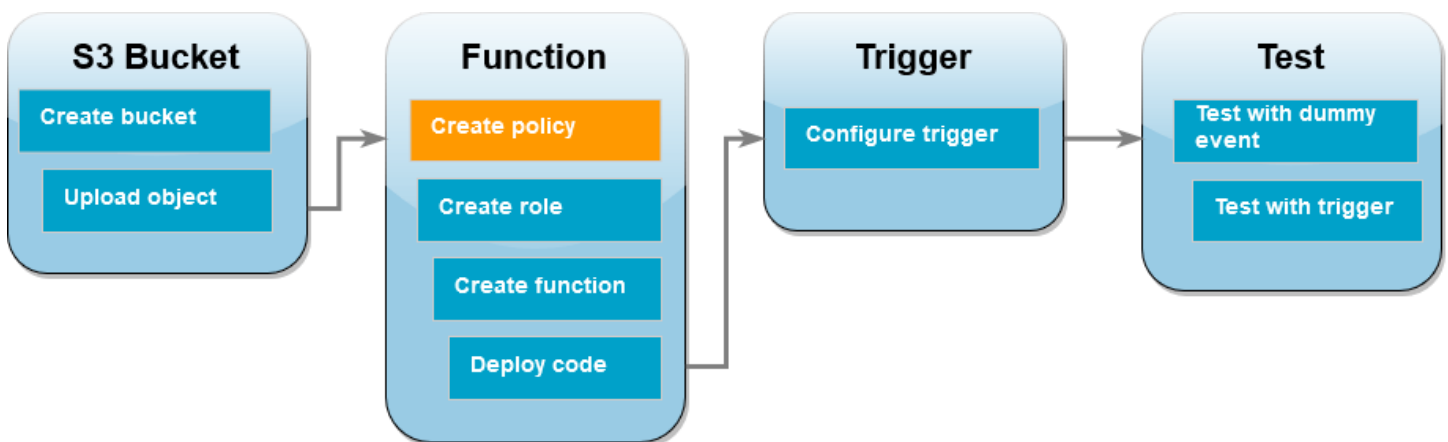 S3 Bucket
Create bucket
Upload object
Function
Create policy
Create role
Create function
Deploy code
Trigger
Configure trigger
Test
Test with dummy
event
Test with trigger